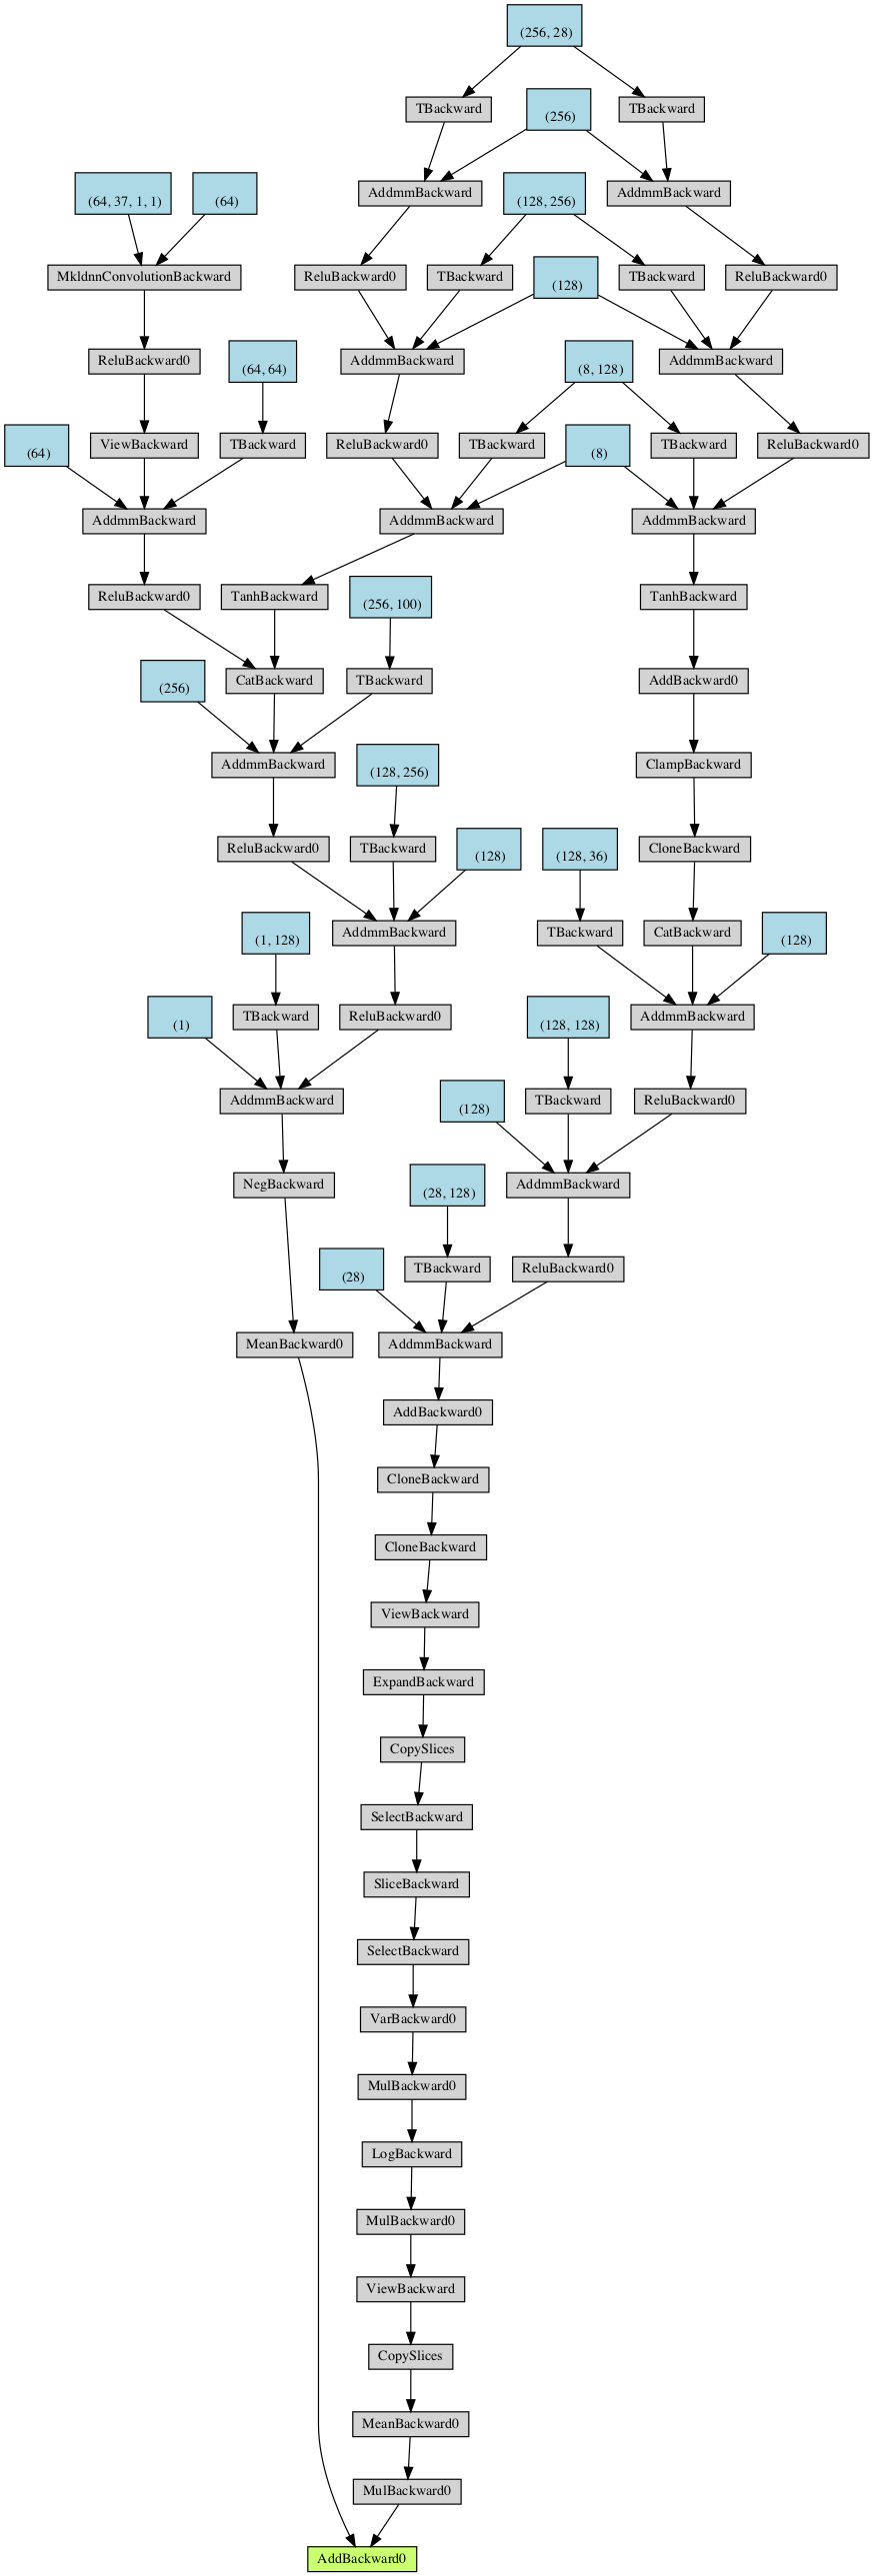 (256, 28)
TBackward
(256)
TBackward
(64, 37, 1, 1)
(64)
AddmmBackward
(128, 256)
AddmmBackward
MkldnnConvolutionBackward
ReluBackward0
TBackward
(128)
TBackward
ReluBackward0
ReluBackward0
(64, 64)
AddmmBackward
(8, 128)
AddmmBackward
(64)
ViewBackward
TBackward
ReluBackward0
TBackward
(8)
TBackward
ReluBackward0
AddmmBackward
AddmmBackward
AddmmBackward
ReluBackward0
TanhBackward
(256, 100)
TanhBackward
(256)
CatBackward
TBackward
AddBackward0
AddmmBackward
(128, 256)
ClampBackward
ReluBackward0
TBackward
(128)
(128, 36)
CloneBackward
(1, 128)
AddmmBackward
TBackward
CatBackward
(128)
(1)
TBackward
ReluBackward0
(128, 128)
AddmmBackward
AddmmBackward
(128)
TBackward
ReluBackward0
NegBackward
(28, 128)
AddmmBackward
(28)
TBackward
ReluBackward0
MeanBackward0
AddmmBackward
AddBackward0
CloneBackward
CloneBackward
ViewBackward
ExpandBackward
CopySlices
SelectBackward
SliceBackward
SelectBackward
VarBackward0
MulBackward0
LogBackward
MulBackward0
ViewBackward
CopySlices
MeanBackward0
MulBackward0
AddBackward0